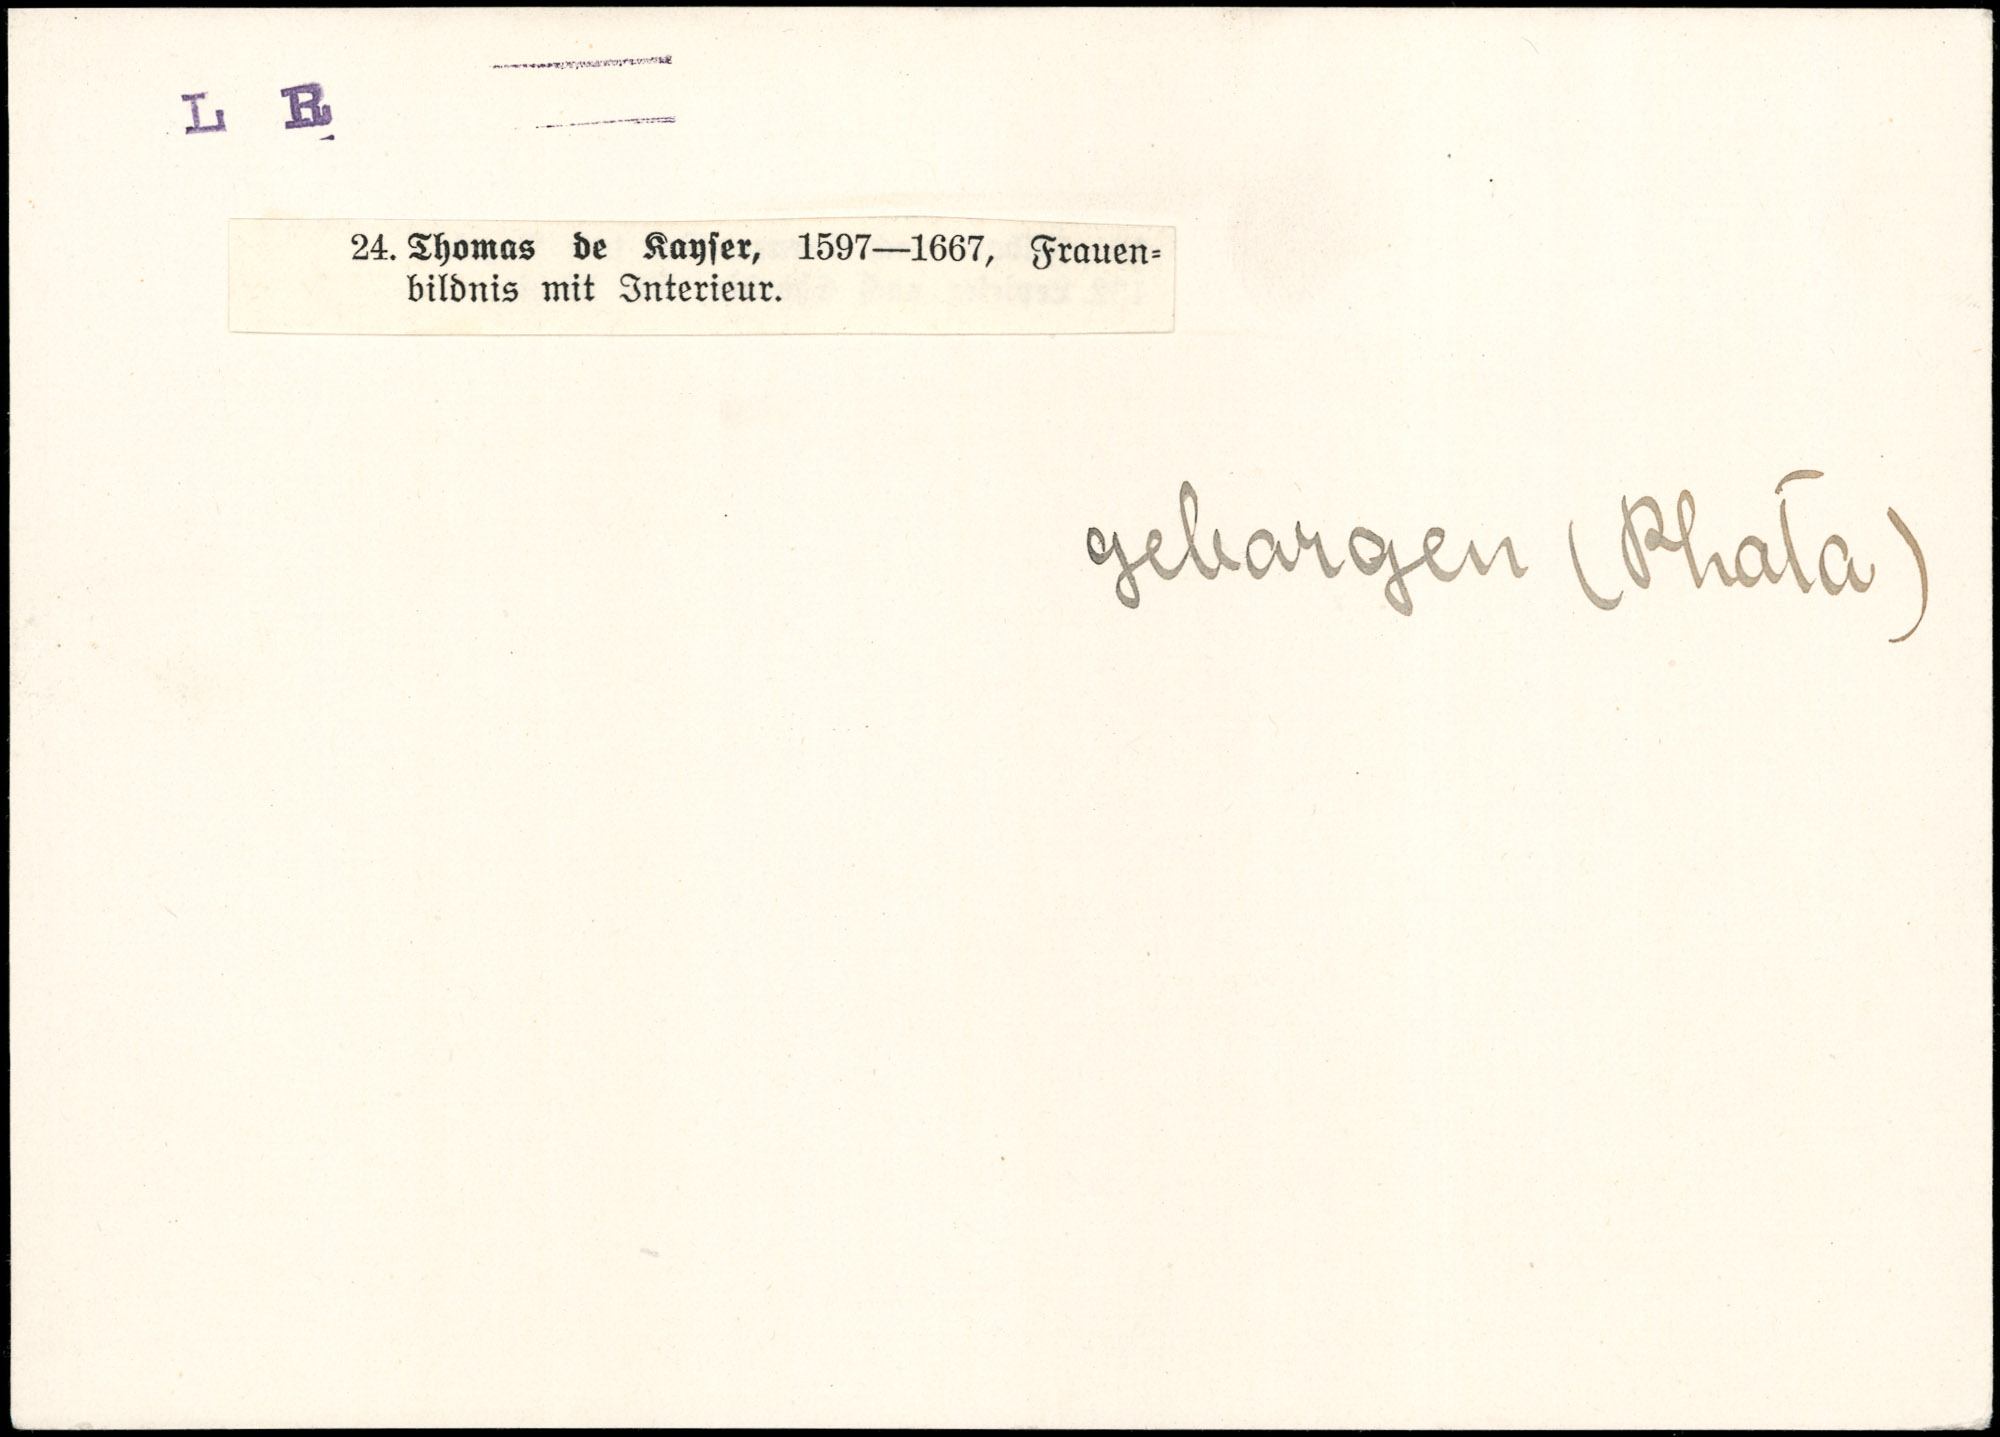 L R
24. Thomas de Kayser, 1597—1667, Frauen-
bildnis mit Interieur.
geborgen (Photo)